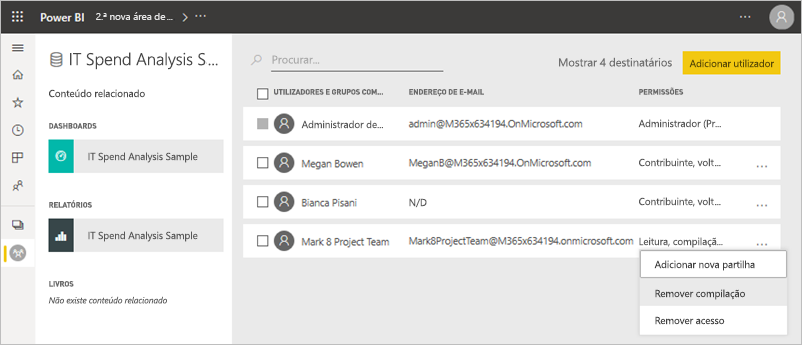 Power BI 2.ª nova área de... ...
IT Spend Analysis S...
Procurar...
Mostrar 4 destinatários
Adicionar utilizador
Conteúdo relacionado
UTILIZADORES E GRUPOS COM... ENDEREÇO DE E-MAIL PERMISSÕES
DASHBOARDS
IT Spend Analysis Sample
Administrador de... admin@M365x634194.OnMicrosoft.com Administrador (Pr...
Megan Bowen MeganB@M365x634194.OnMicrosoft.com Contribuinte, volt...
Bianca Pisani N/D Contribuinte, volt...
RELATÓRIOS
IT Spend Analysis Sample
Mark 8 Project Team Mark8ProjectTeam@M365x634194.onmicrosoft.com Leitura, compilaçã...
Adicionar nova partilha
Remover compilação
Remover acesso
LIVROS
Não existe conteúdo relacionado